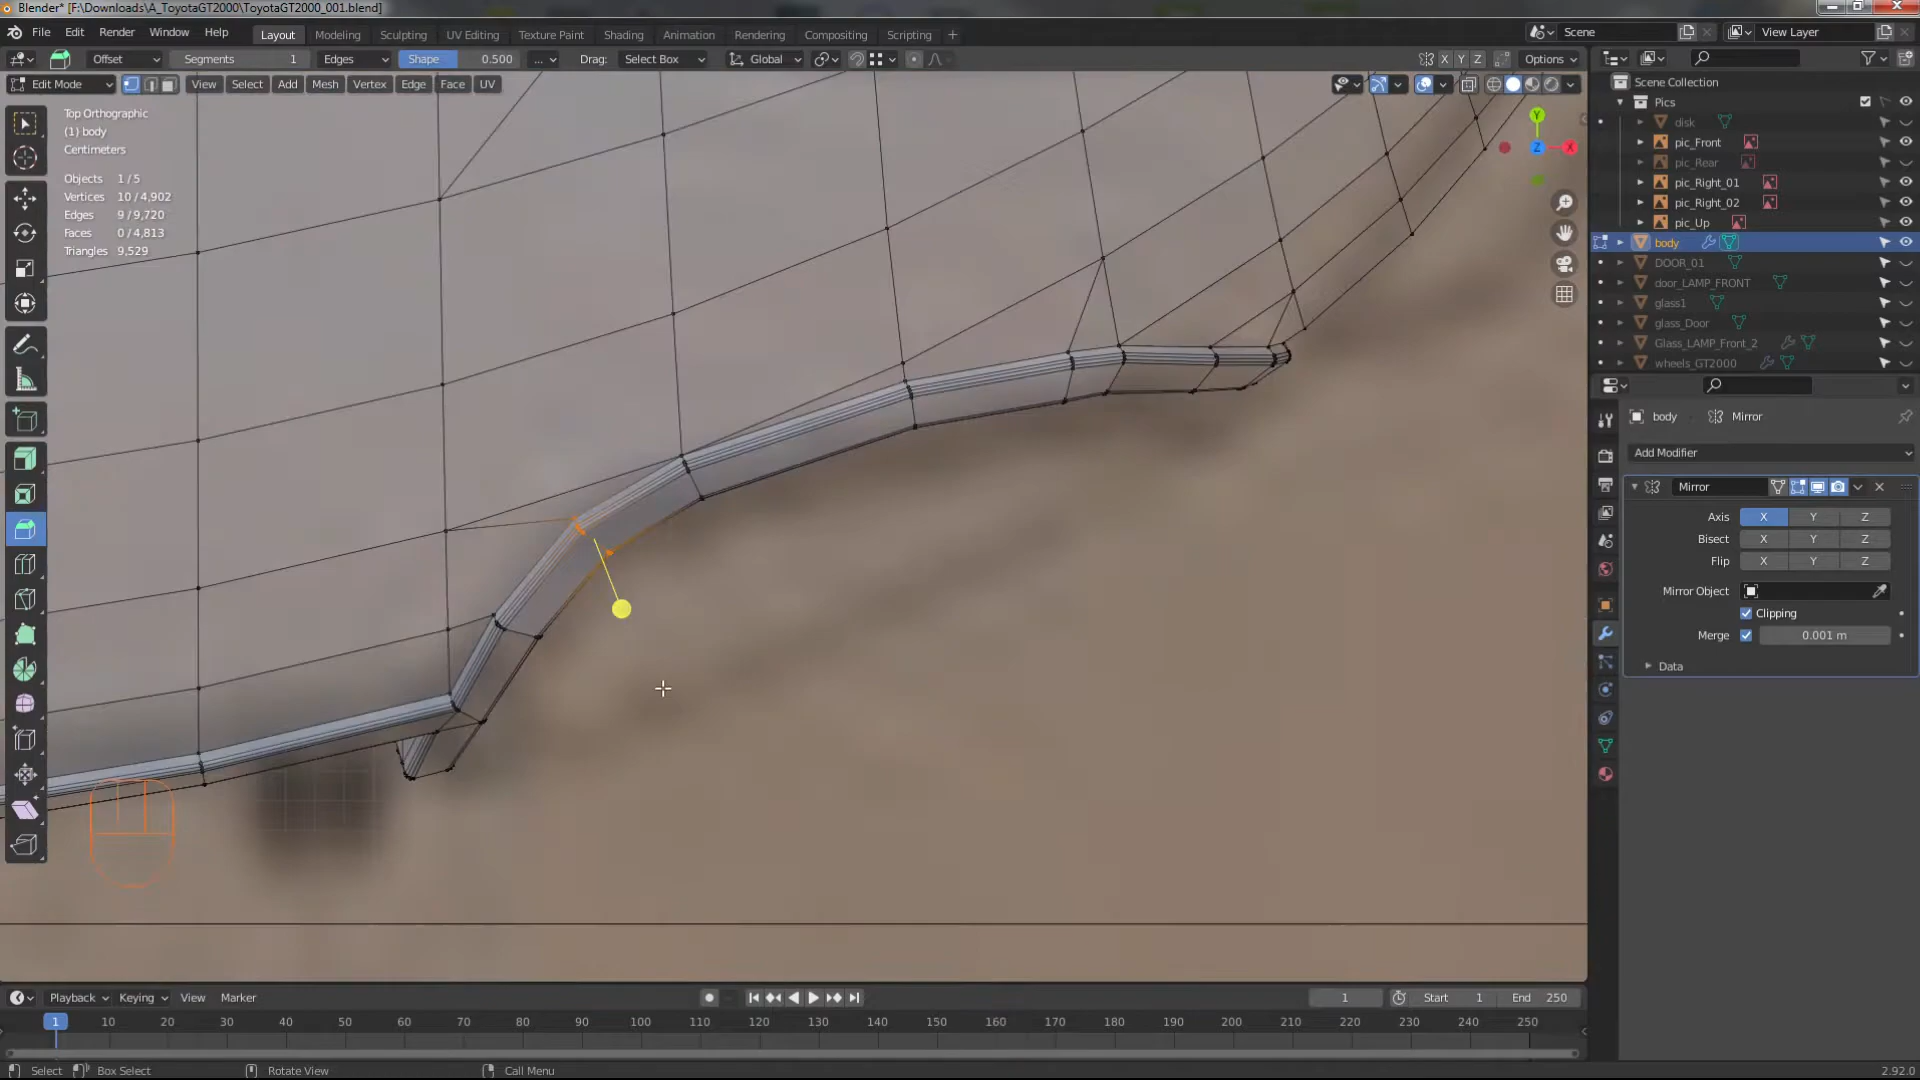 Blender* [F:\Downloads\A_ToyotaGT2000\ToyotaGT2000_001.blend]
File Edit Render Window Help Layout Modeling Sculpting UV Editing Texture Paint Shading Animation Rendering Compositing Scripting + Scene View Layer
Offset Segments 1 Edges Shape 0.500 ... Drag: Select Box Global X Y Z Options
Edit Mode View Select Add Mesh Vertex Edge Face UV
Top Orthographic
(1) body
Centimeters
Objects 1 / 5
Vertices 10 / 4,902
Edges 9 / 9,720
Faces 0 / 4,813
Triangles 9,529
Y
Z
X
Scene Collection
Pics
disk
pic_Front
pic_Rear
pic_Right_01
pic_Right_02
pic_Up
body
DOOR_01
door_LAMP_FRONT
glass1
glass_Door
Glass_LAMP_Front_2
wheels_GT2000
body Mirror
Add Modifier
Mirror
Axis X Y Z
Bisect X Y Z
Flip X Y Z
Mirror Object
Clipping
Merge 0.001 m
Data
Playback Keying View Marker 1 Start 1 End 250
1 10 20 30 40 50 60 70 80 90 100 110 120 130 140 150 160 170 180 190 200 210 220 230 240 250
Select Box Select Rotate View Call Menu 2.92.0